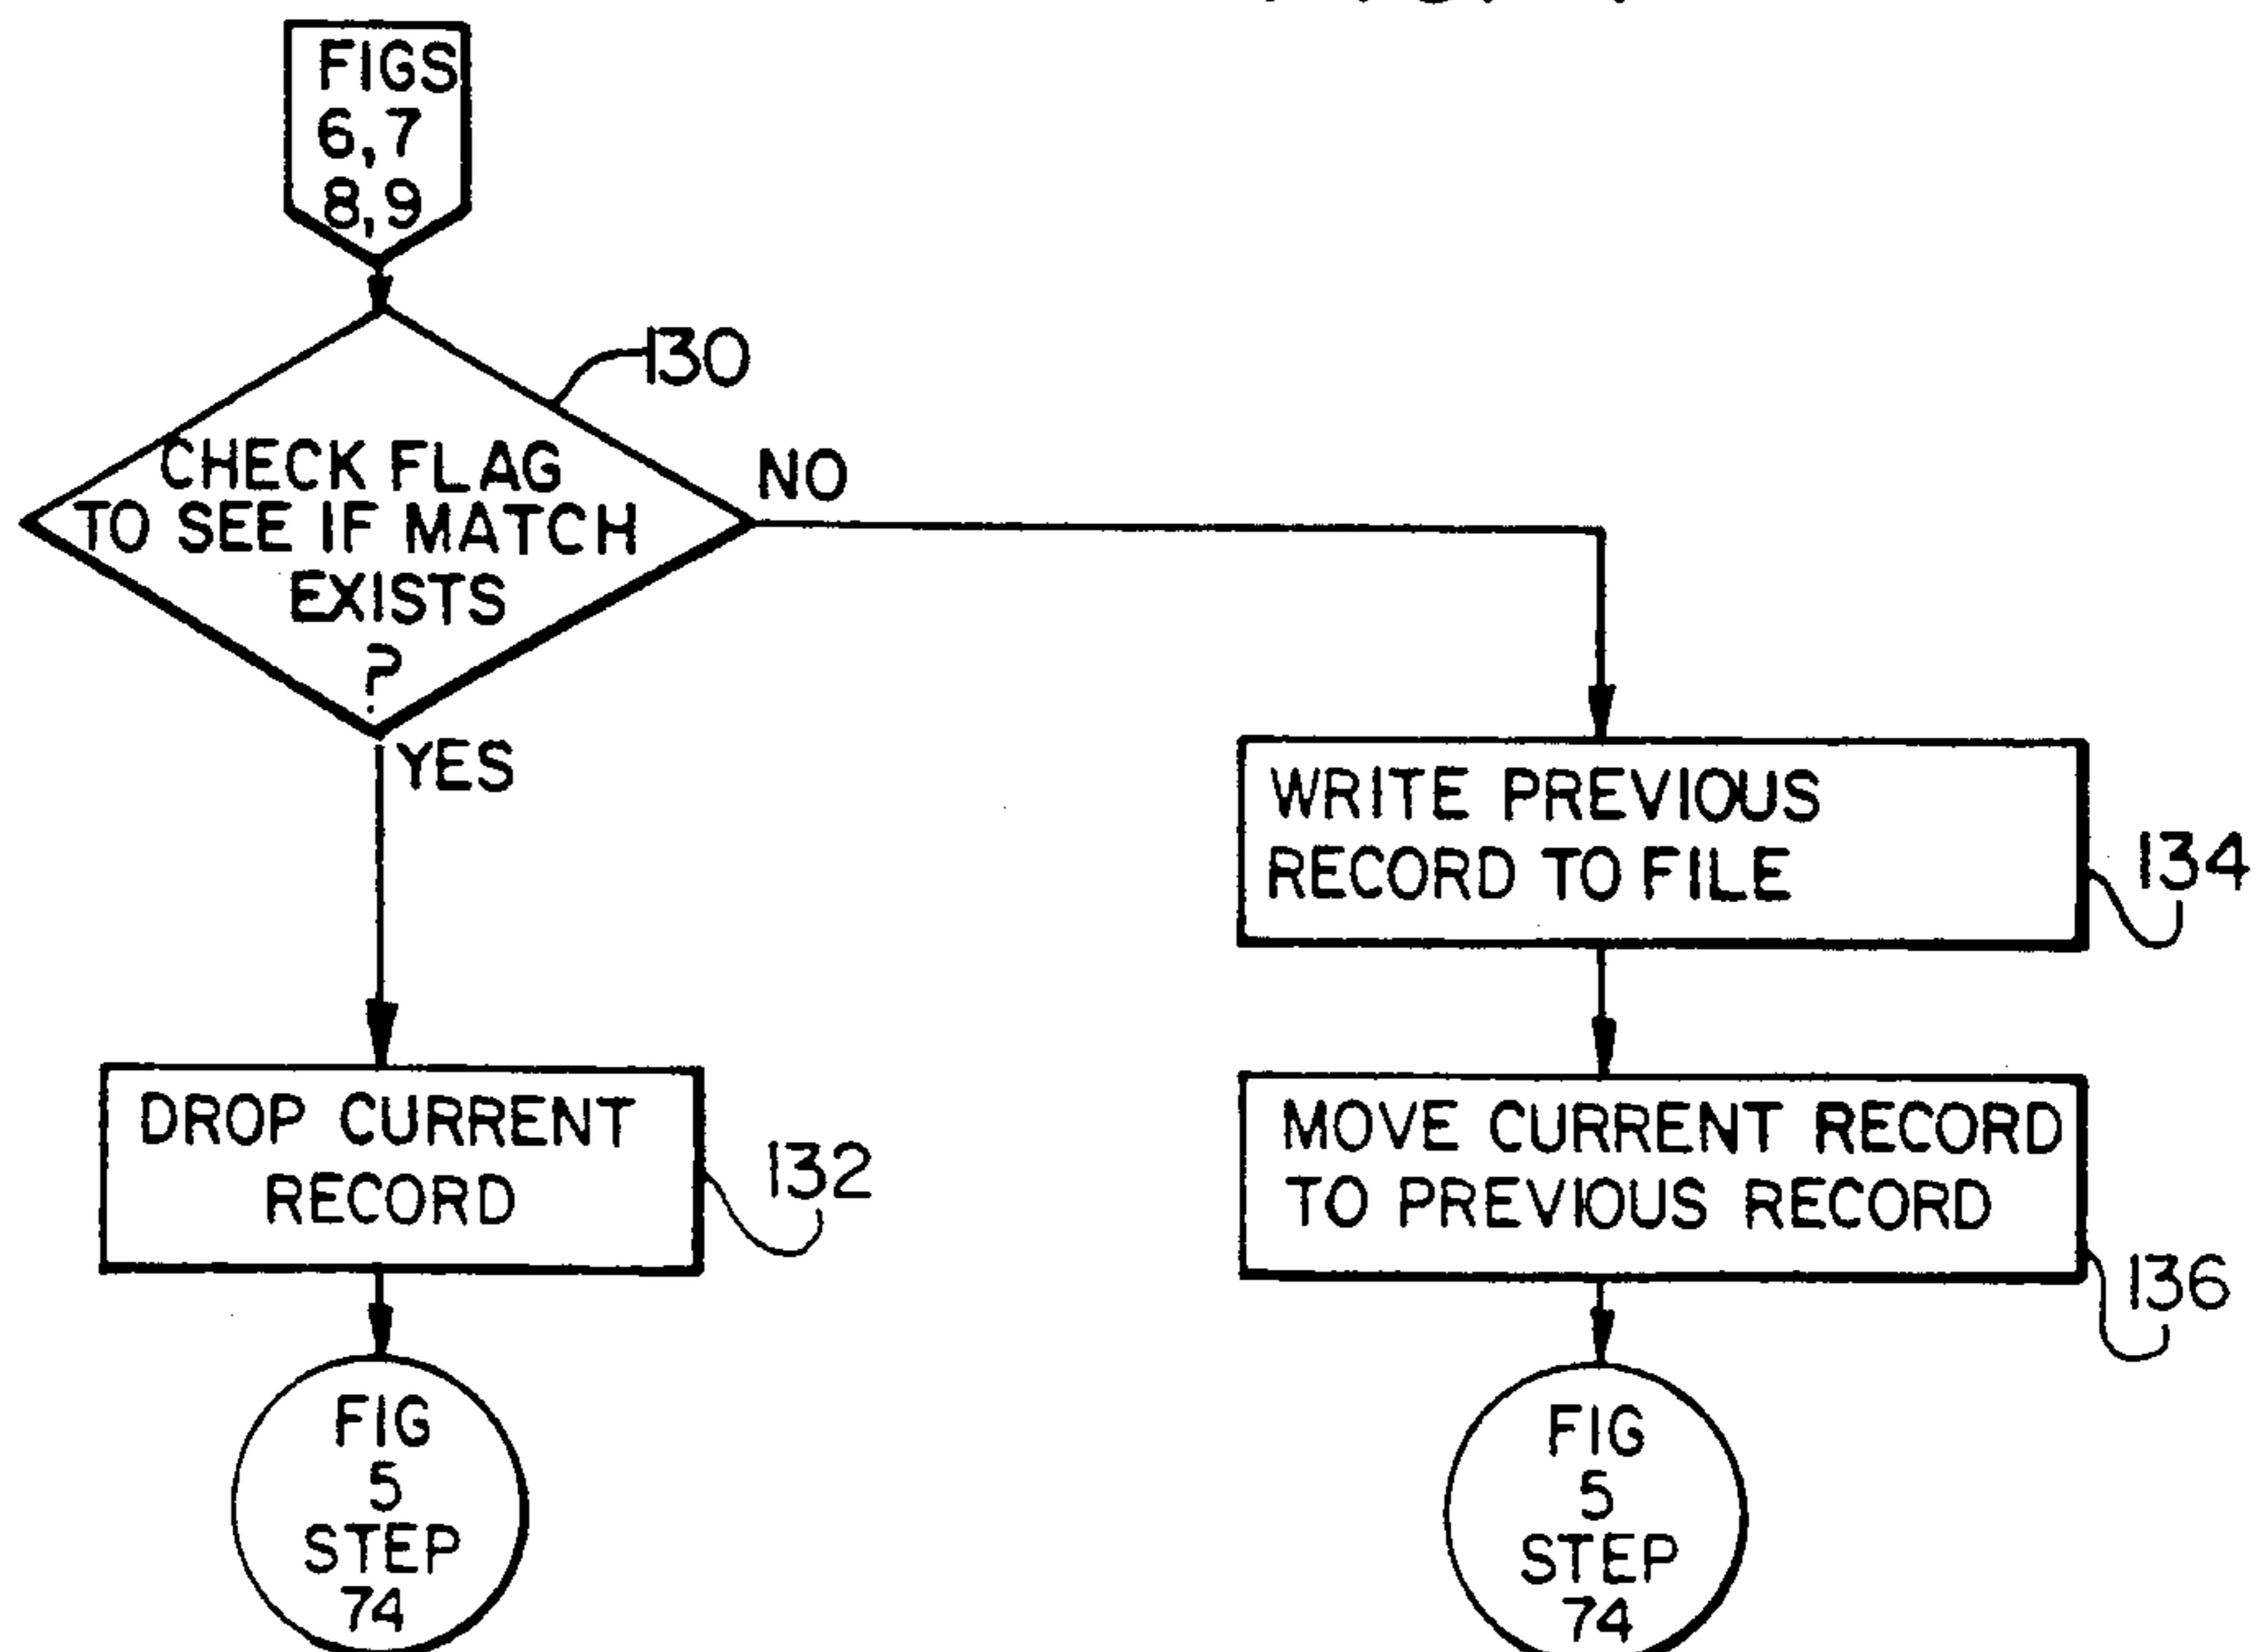 FIGS
6,7
8,9
130
CHECK FLAG
TO SEE IF MATCH
EXISTS
?
NO
YES
WRITE PREVIOUS
RECORD TO FILE
134
DROP CURRENT
RECORD
132
MOVE CURRENT RECORD
TO PREVIOUS RECORD
136
FIG
5
STEP
74
FIG
5
STEP
74